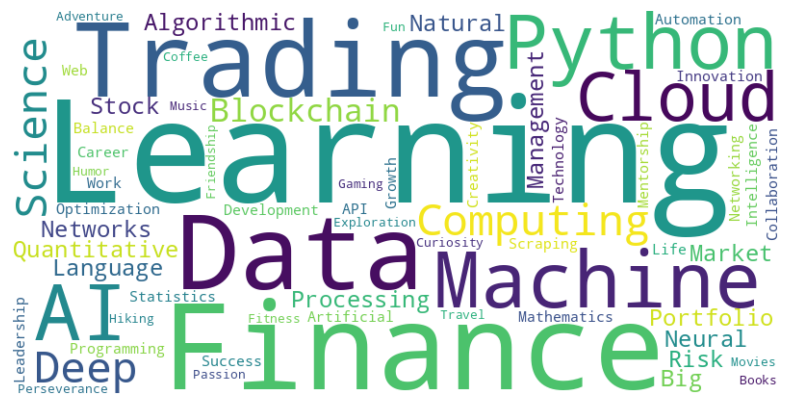 Adventure
Algorithmic
Trading
Fun
Natural
Python
Automation
Coffee
Innovation
Web
Science
Stock
Music
Blockchain
Management
Cloud
Learning
Balance
Career
Humor
Work
Friendship
Gaming
Growth
Creativity
Technology
Mentorship
Networking
Intelligence
Collaboration
Optimization
Development
API
Exploration
Computing
Networks
Quantitative
Language
Data
Curiosity
Scraping
Life
Market
Machine
AI
Statistics
Processing
Hiking
Finance
Fitness
Artificial
Travel
Mathematics
Portfolio
Leadership
Programming
Deep
Success
Passion
Neural
Risk
Movies
Big
Books
Perseverance